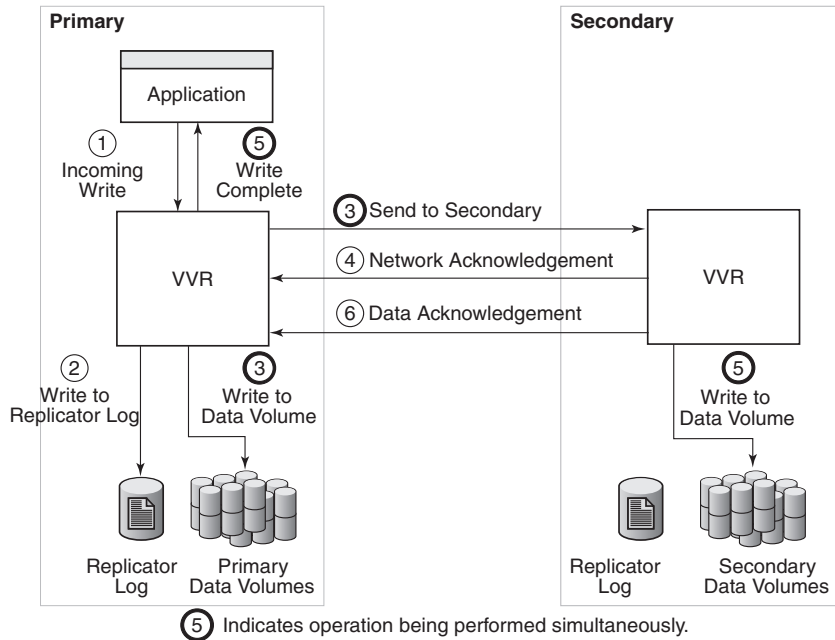 Primary
Secondary
Application
1
Incoming
Write
5
Write
Complete
3 Send to Secondary
4 Network Acknowledgement
6 Data Acknowledgement
VVR
VVR
2
Write to
Replicator Log
3
Write to
Data Volume
5
Write to
Data Volume
Replicator
Log
Primary
Data Volumes
Replicator
Log
Secondary
Data Volumes
5 Indicates operation being performed simultaneously.